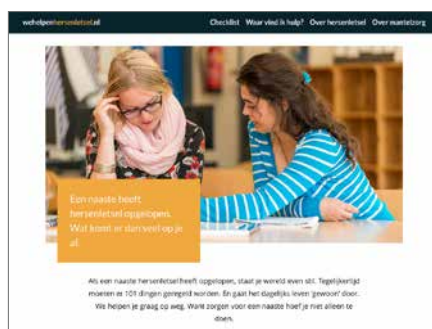 wehelpenhersenletsel.nl
Checklist Waar vind ik hulp? Over hersenletsel Over mantelzorg
Een naaste heeft
hersenletsel opgelopen.
Wat komt er dan veel op je
af.
Als een naaste hersenletsel heeft opgelopen, staat je wereld even stil. Tegelijkertijd
moeten er 101 dingen geregeld worden. En gaat het dagelijks leven 'gewoon' door.
We helpen je graag op weg. Want zorgen voor een naaste hoef je niet alleen te
doen.